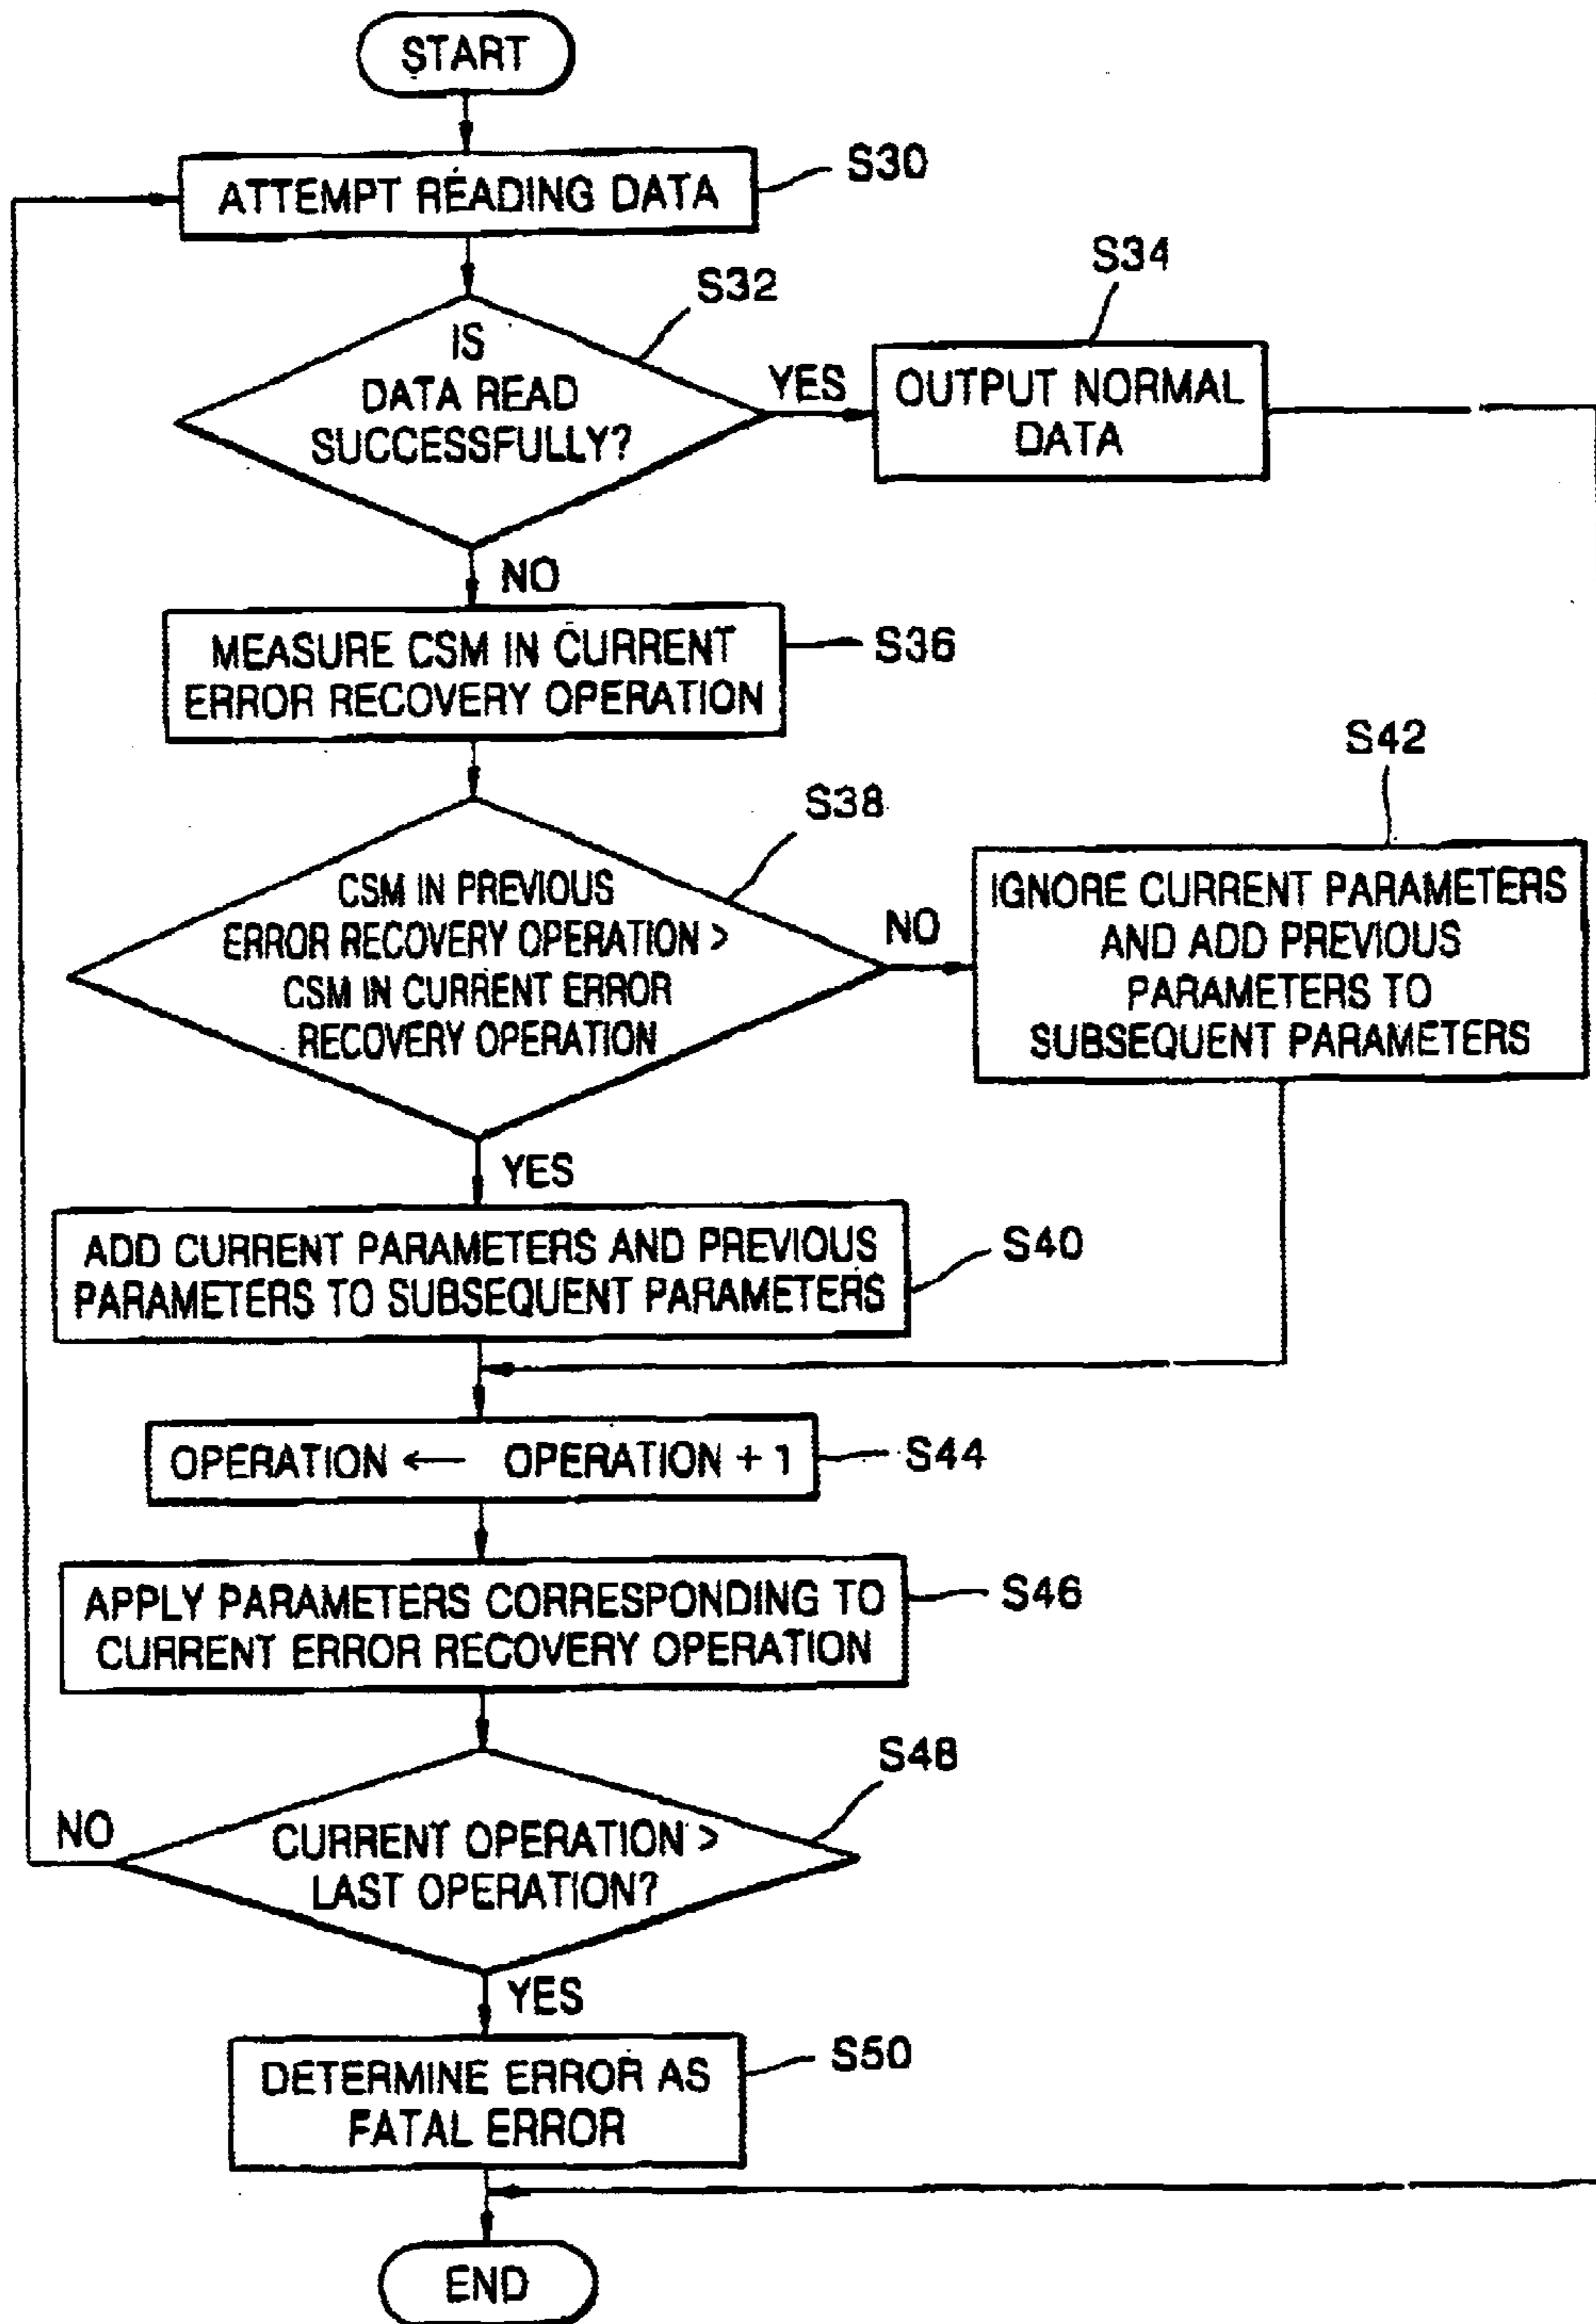 START
ATTEMPT READING DATA
S30
S32
S34
IS
DATA READ
SUCCESSFULLY?
YES
OUTPUT NORMAL
DATA
NO
MEASURE CSM IN CURRENT
ERROR RECOVERY OPERATION
S36
S38
S42
CSM IN PREVIOUS
ERROR RECOVERY OPERATION >
CSM IN CURRENT ERROR
RECOVERY OPERATION
NO
IGNORE CURRENT PARAMETERS
AND ADD PREVIOUS
PARAMETERS TO
SUBSEQUENT PARAMETERS
YES
ADD CURRENT PARAMETERS AND PREVIOUS
PARAMETERS TO SUBSEQUENT PARAMETERS
S40
OPERATION ← OPERATION + 1
S44
APPLY PARAMETERS CORRESPONDING TO
CURRENT ERROR RECOVERY OPERATION
S46
S48
NO
CURRENT OPERATION >
LAST OPERATION?
YES
DETERMINE ERROR AS
FATAL ERROR
S50
END